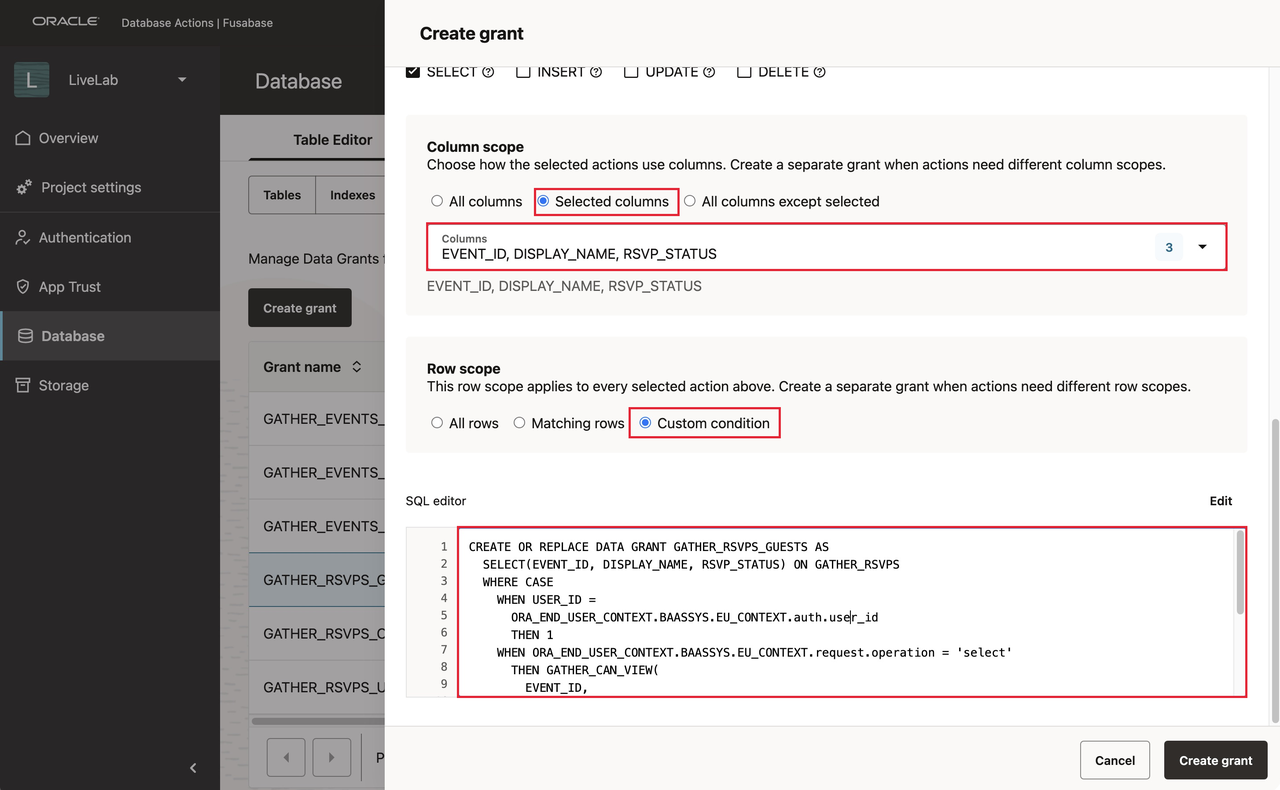 ORACLE
Database Actions | Fusabase
L
LiveLab
Overview
Project settings
Authentication
App Trust
Database
Storage
Database
Table Editor
Tables
Indexes
Manage Data Grants
Create grant
Grant name
GATHER_EVENTS_
GATHER_EVENTS_
GATHER_EVENTS_
GATHER_RSVPS_G
GATHER_RSVPS_
GATHER_RSVPS_U
P
Create grant
SELECT
INSERT
UPDATE
DELETE
Column scope
Choose how the selected actions use columns. Create a separate grant when actions need different column scopes.
All columns
Selected columns
All columns except selected
Columns
EVENT_ID, DISPLAY_NAME, RSVP_STATUS
3
EVENT_ID, DISPLAY_NAME, RSVP_STATUS
Row scope
This row scope applies to every selected action above. Create a separate grant when actions need different row scopes.
All rows
Matching rows
Custom condition
SQL editor
Edit
1 CREATE OR REPLACE DATA GRANT GATHER_RSVPS_GUESTS AS
2 SELECT(EVENT_ID, DISPLAY_NAME, RSVP_STATUS) ON GATHER_RSVPS
3 WHERE CASE
4 WHEN USER_ID =
5 ORA_END_USER_CONTEXT.BAASSYS.EU_CONTEXT.auth.user_id
6 THEN 1
7 WHEN ORA_END_USER_CONTEXT.BAASSYS.EU_CONTEXT.request.operation = 'select'
8 THEN GATHER_CAN_VIEW(
9 EVENT_ID,
Cancel
Create grant